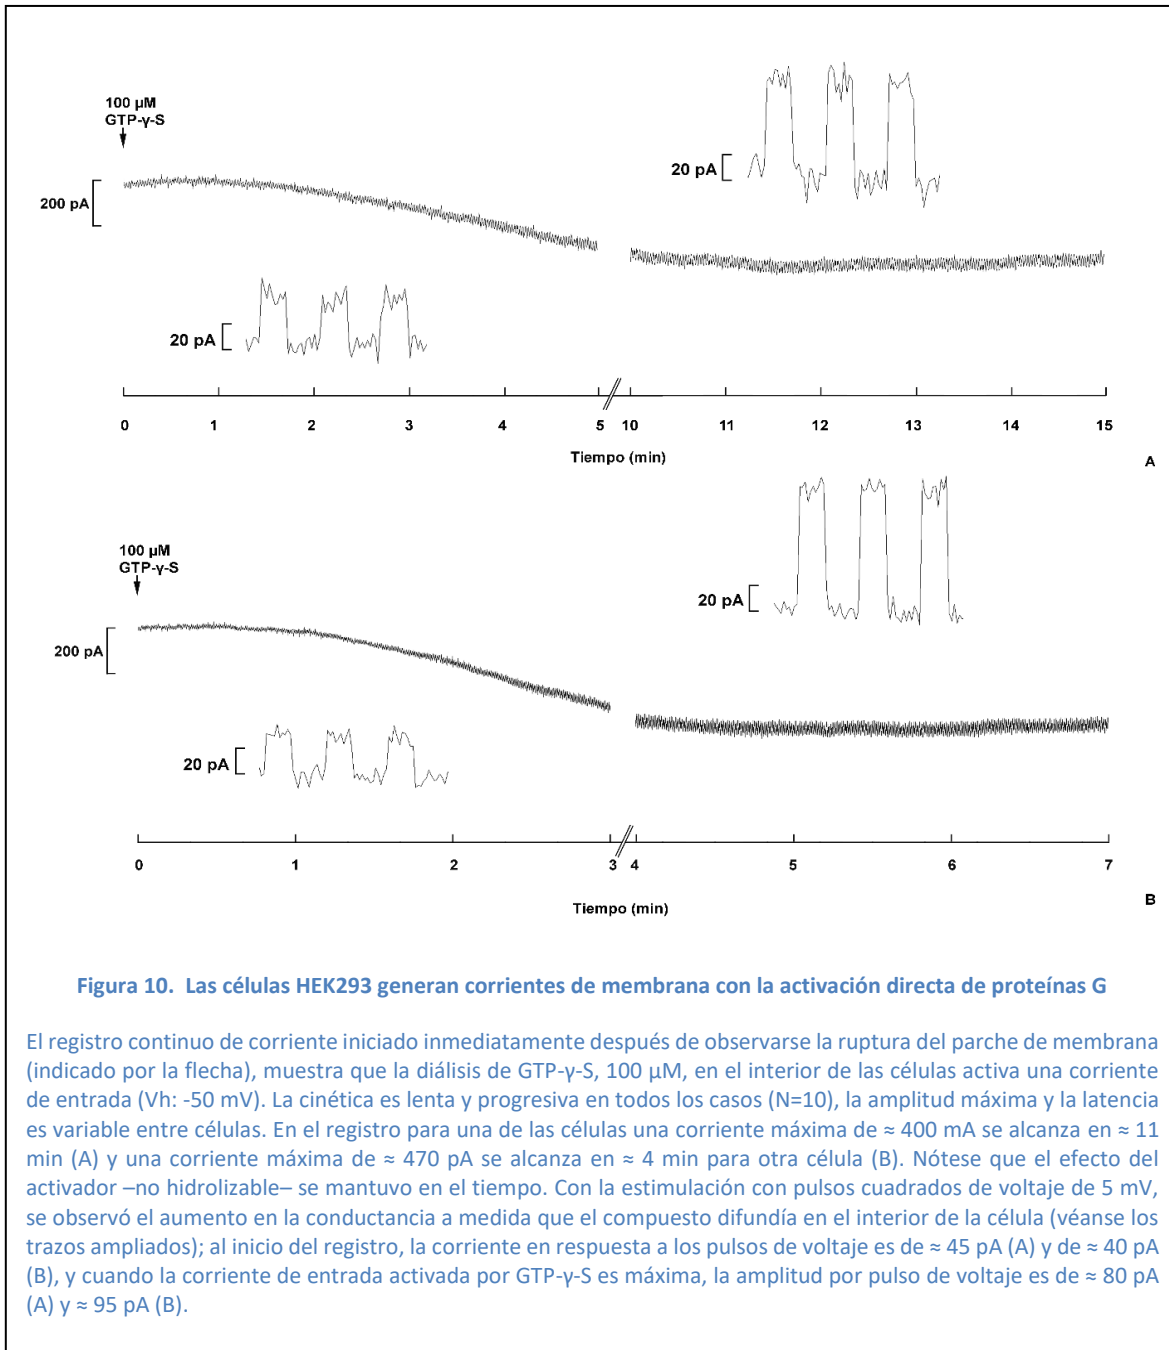 100 µM
GTP-γ-S
200 pA
20 pA
20 pA
0 1 2 3 4 5 10 11 12 13 14 15
Tiempo (min)
A
100 µM
GTP-γ-S
200 pA
20 pA
20 pA
0 1 2 3 4 5 6 7
Tiempo (min)
B
Figura 10. Las células HEK293 generan corrientes de membrana con la activación directa de proteínas G
El registro continuo de corriente iniciado inmediatamente después de observarse la ruptura del parche de membrana
(indicado por la flecha), muestra que la diálisis de GTP-γ-S, 100 µM, en el interior de las células activa una corriente
de entrada (Vh: -50 mV). La cinética es lenta y progresiva en todos los casos (N=10), la amplitud máxima y la latencia
es variable entre células. En el registro para una de las células una corriente máxima de ≈ 400 mA se alcanza en ≈ 11
min (A) y una corriente máxima de ≈ 470 pA se alcanza en ≈ 4 min para otra célula (B). Nótese que el efecto del
activador –no hidrolizable– se mantuvo en el tiempo. Con la estimulación con pulsos cuadrados de voltaje de 5 mV,
se observó el aumento en la conductancia a medida que el compuesto difundía en el interior de la célula (véanse los
trazos ampliados); al inicio del registro, la corriente en respuesta a los pulsos de voltaje es de ≈ 45 pA (A) y de ≈ 40 pA
(B), y cuando la corriente de entrada activada por GTP-γ-S es máxima, la amplitud por pulso de voltaje es de ≈ 80 pA
(A) y ≈ 95 pA (B).